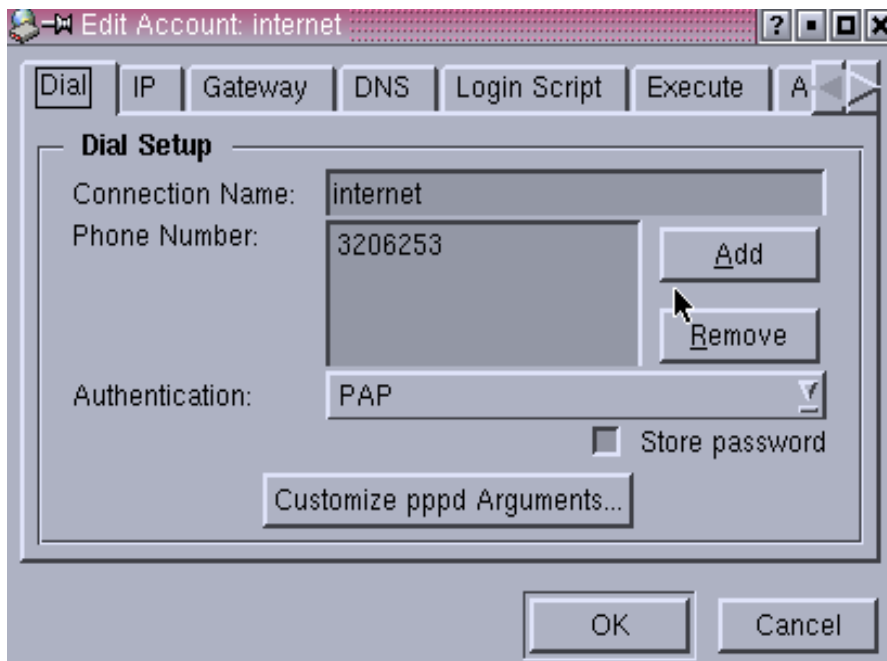 Edit Account: internet
Dial IP Gateway DNS Login Script Execute A
Dial Setup
Connection Name: internet
Phone Number: 3206253
Add
Remove
Authentication: PAP
Store password
Customize pppd Arguments...
OK Cancel